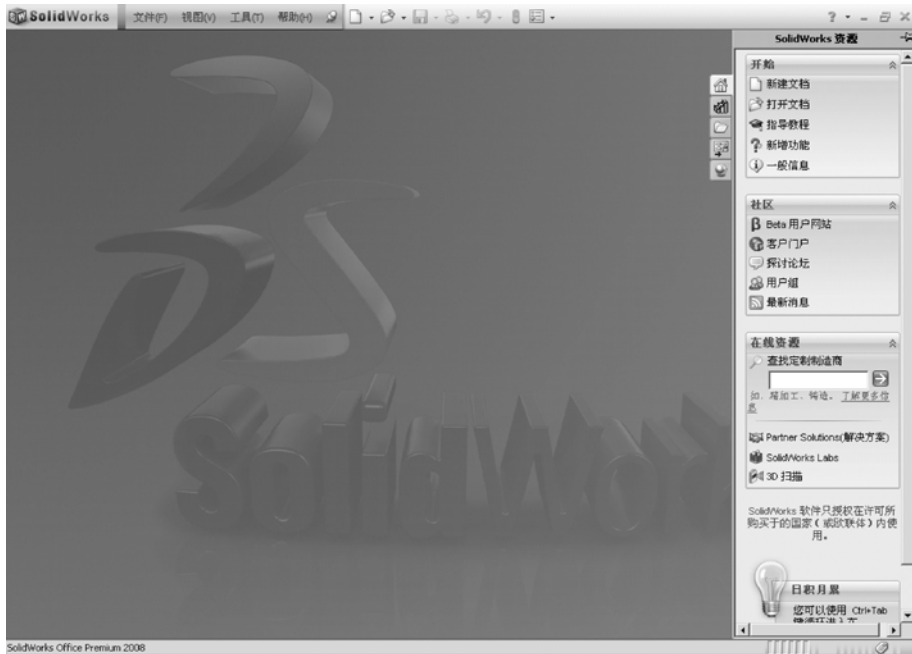 SolidWorks 文件(F) 视图(V) 工具(T) 帮助(H)
SolidWorks 资源
开始
新建文档
打开文档
指导教程
新增功能
一般信息
社区
Beta 用户网站
客户门户
探讨论坛
用户组
最新消息
在线资源
查找定制制造商
如,精加工、铸造。 了解更多信
息
Partner Solutions(解决方案)
SolidWorks Labs
3D 扫描
SolidWorks 软件只授权在许可所
购买于的国家(或欧联体)内使
用。
日积月累
您可以使用 Ctrl+Tab
SolidWork
SolidWorks Office Premium 2008